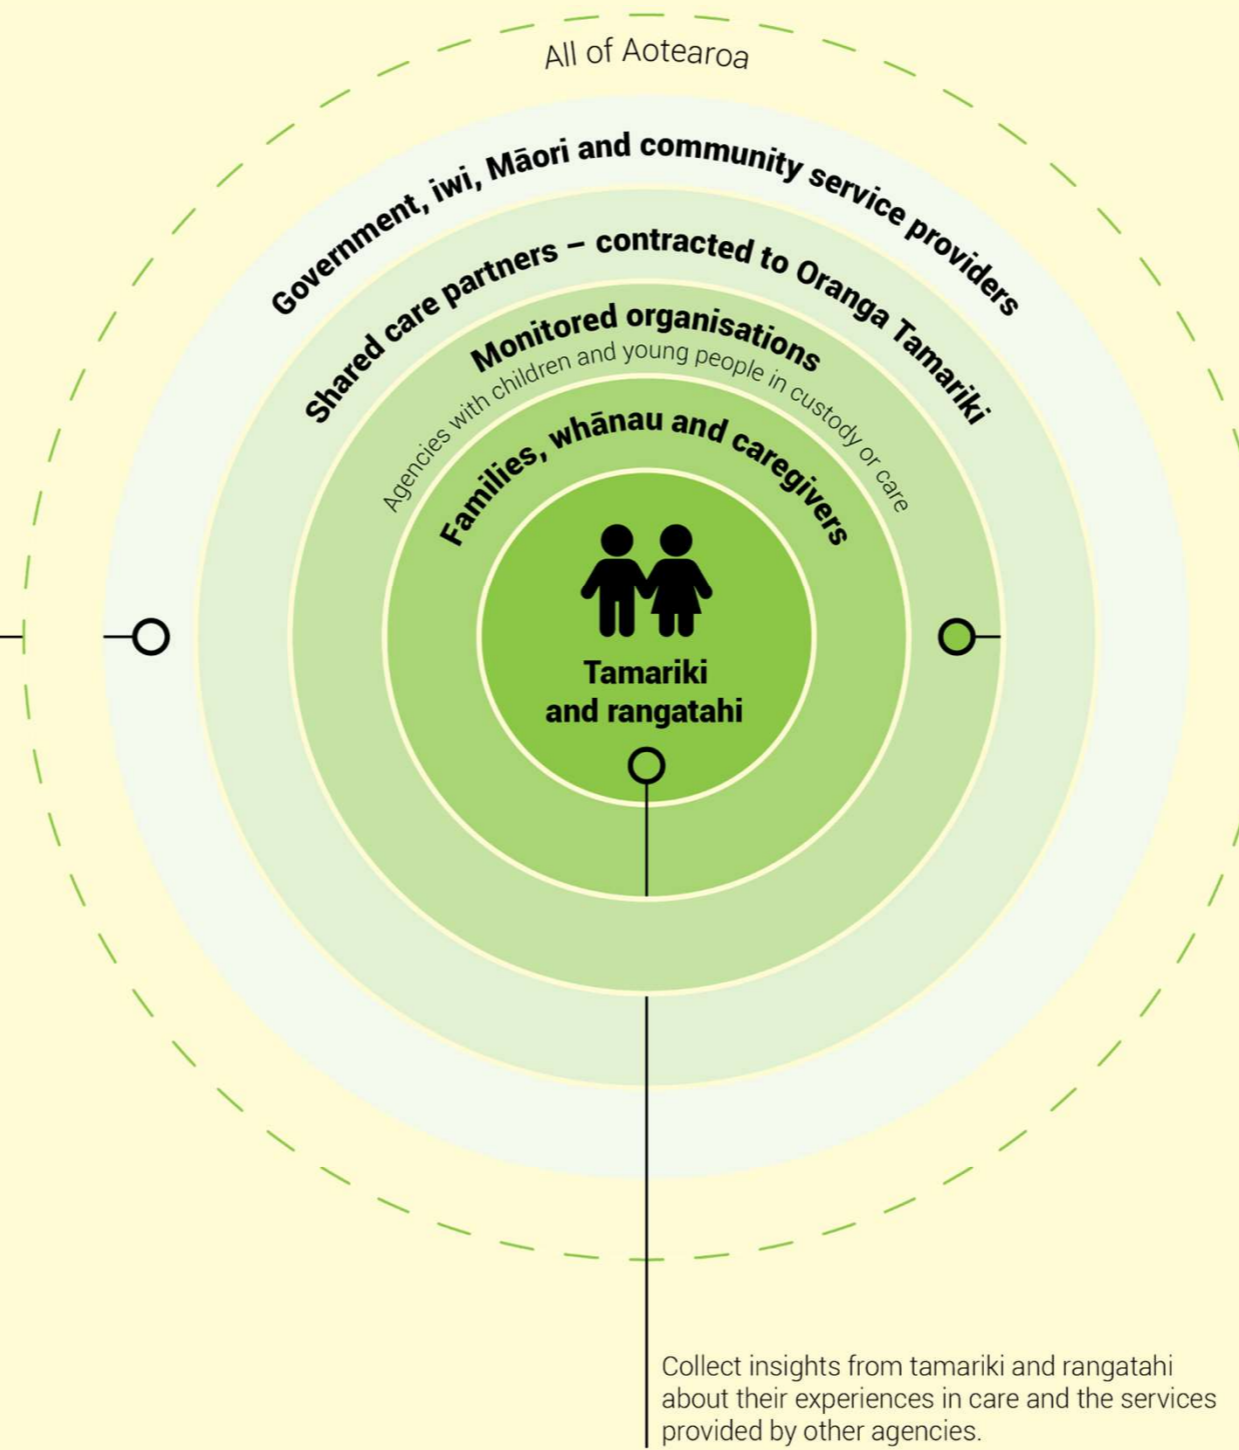 All of Aotearoa
Government, iwi, Māori and community service providers
Shared care partners – contracted to Oranga Tamariki
Monitored organisations
Agencies with children and young people in custody or care
Families, whānau and caregivers
Tamariki
and rangatahi
Collect insights from tamariki and rangatahi
about their experiences in care and the services
provided by other agencies.